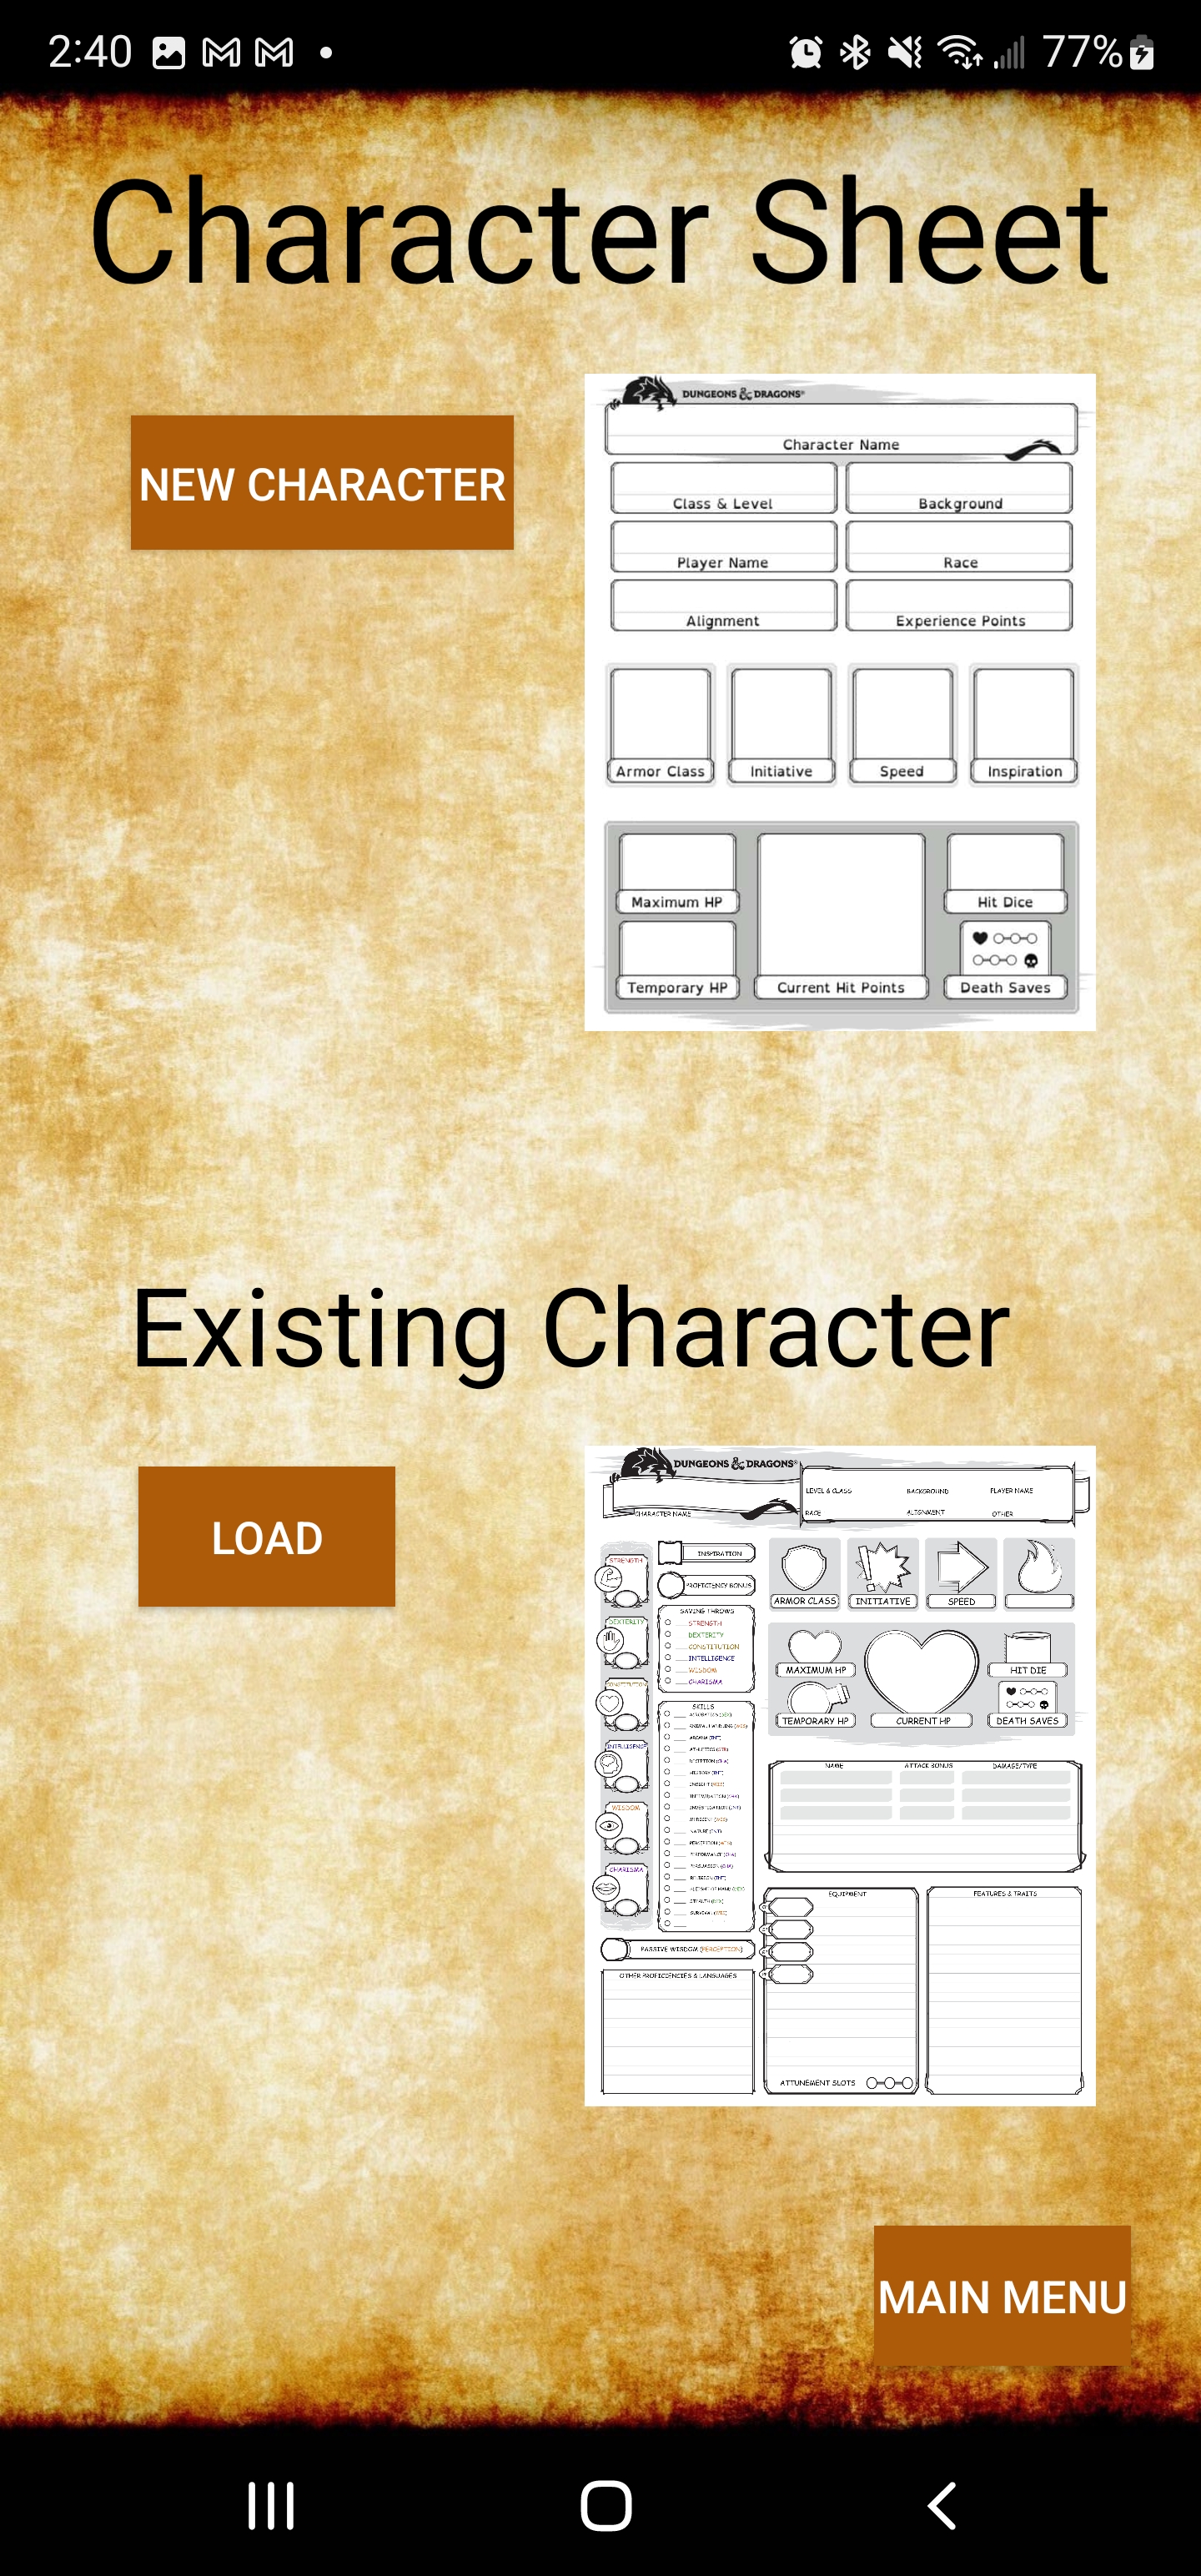 2:40
77%
Character Sheet
NEW CHARACTER
DUNGEONS & DRAGONS®
Character Name
Class & Level Background
Player Name Race
Alignment Experience Points
Armor Class Initiative Speed Inspiration
Maximum HP Hit Dice
Temporary HP Current Hit Points Death Saves
Existing Character
LOAD
DUNGEONS & DRAGONS®
LEVEL & CLASS BACKGROUND PLAYER NAME
CHARACTER NAME RACE ALIGNMENT OTHER
STRENGTH
DEXTERITY
INTELLIGENCE
WISDOM
CHARISMA
INSPIRATION
PROFICIENCY BONUS
SAVING THROWS
STRENGTH
DEXTERITY
CONSTITUTION
INTELLIGENCE
WISDOM
CHARISMA
SKILLS
ARMOR CLASS INITIATIVE SPEED
MAXIMUM HP HIT DIE
TEMPORARY HP CURRENT HP DEATH SAVES
NAME ATTACK BONUS DAMAGE/TYPE
PASSIVE WISDOM (PERCEPTION)
OTHER PROFICIENCIES & LANGUAGES
EQUIPMENT
ATTUNEMENT SLOTS
FEATURES & TRAITS
MAIN MENU